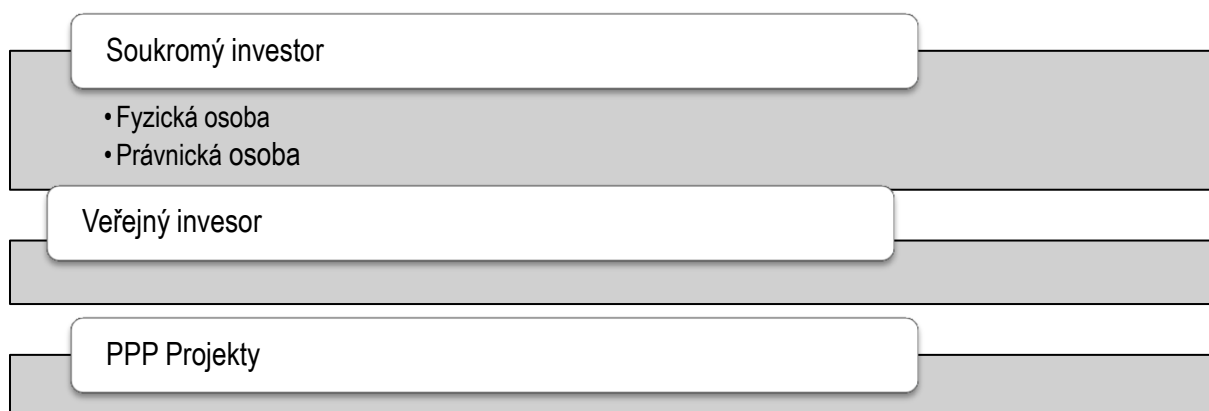 Soukromý investor
• Fyzická osoba
• Právnická osoba
Veřejný invesor
PPP Projekty